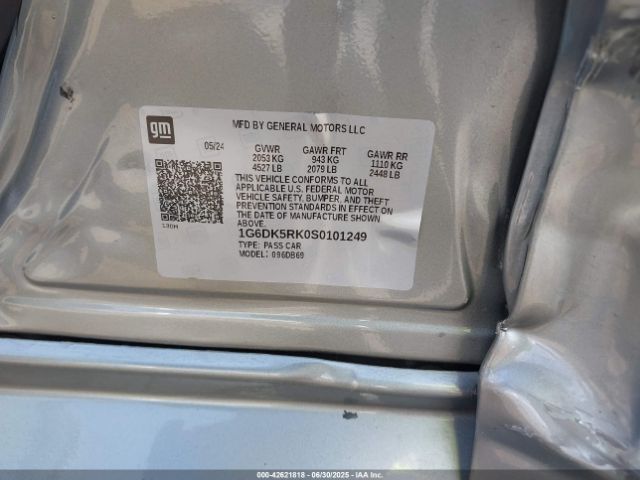 gm
MFD BY GENERAL MOTORS LLC
05/24
GVWR GAWR FRT GAWR RR
2053 KG 943 KG 1110 KG
4527 LB 2079 LB 2448 LB
THIS VEHICLE CONFORMS TO ALL
APPLICABLE U.S. FEDERAL MOTOR
VEHICLE SAFETY, BUMPER, AND THEFT
PREVENTION STANDARDS IN EFFECT ON
THE DATE OF MANUFACTURE SHOWN
ABOVE.
1G6DK5RK0S0101249
TYPE: PASS CAR
MODEL: 096DB69
000-42621818 - 06/30/2025 - IAA Inc.